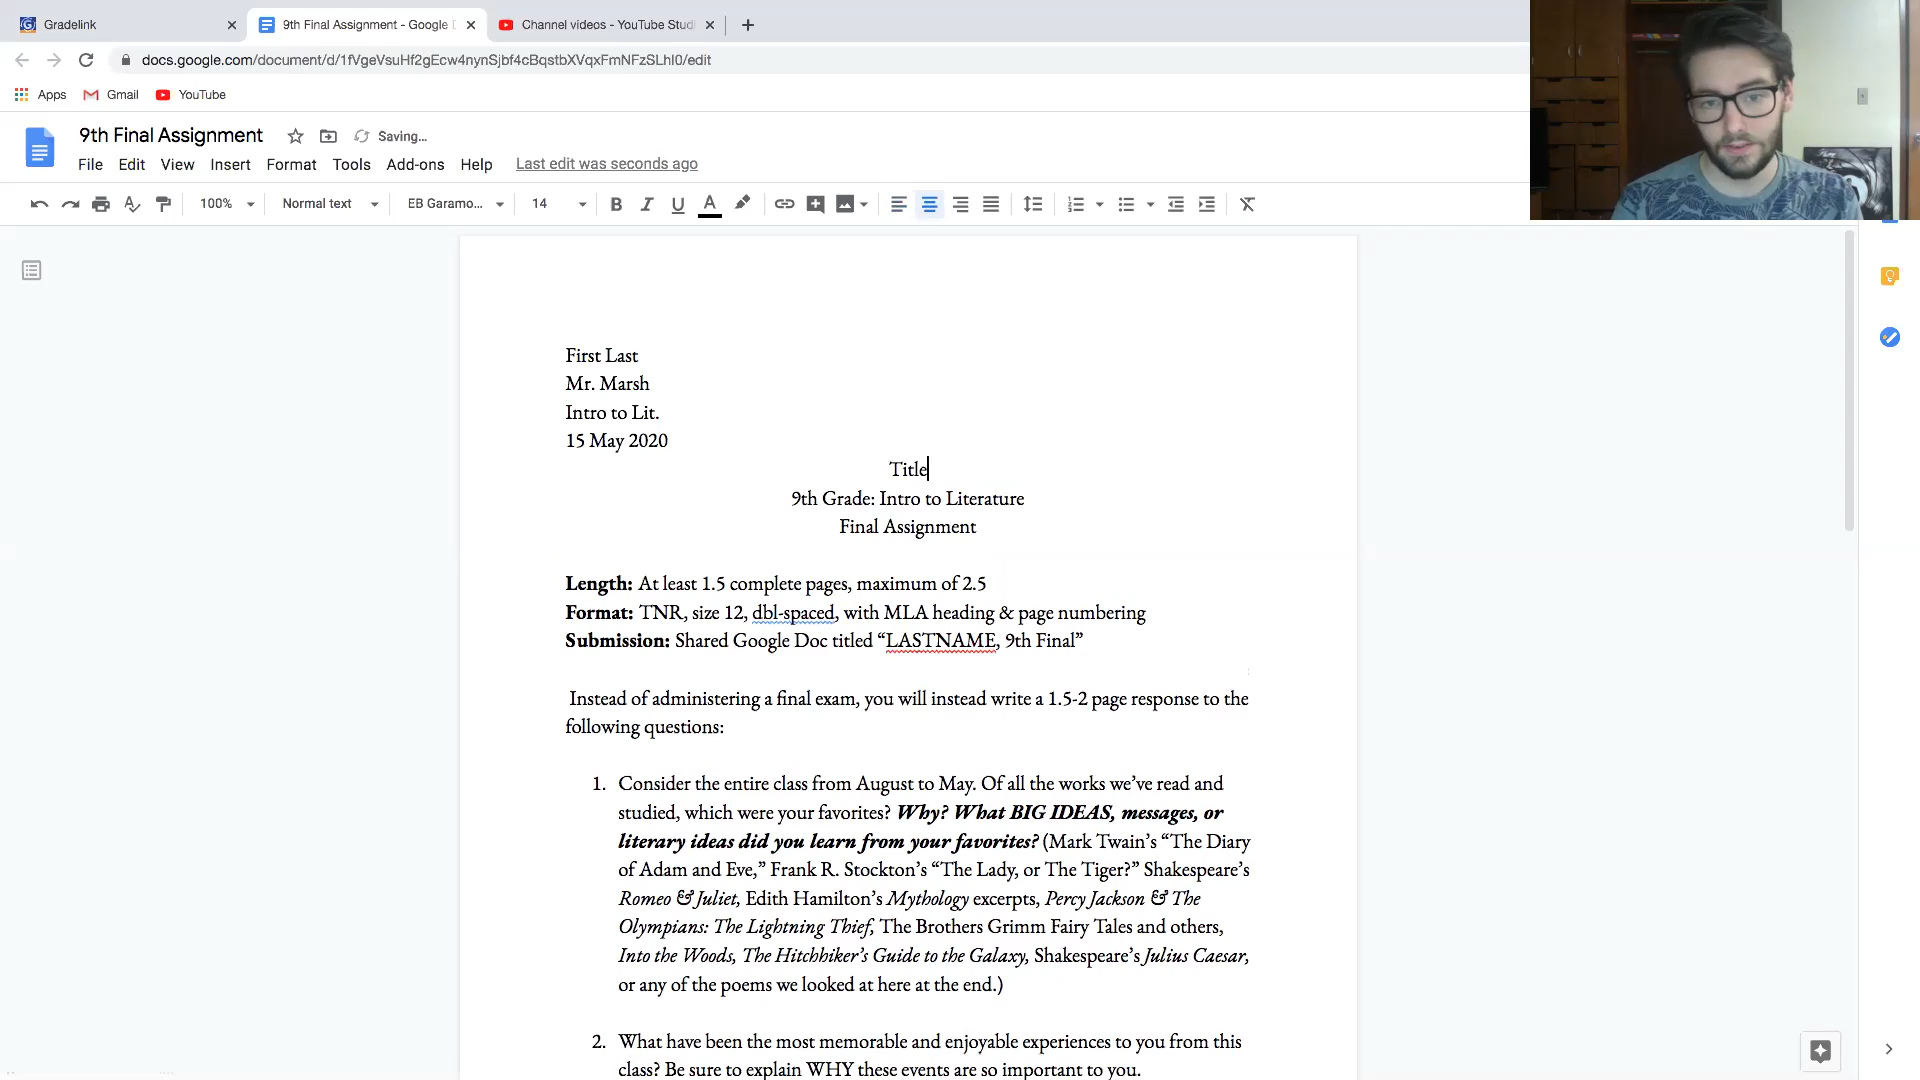 Gradelink
9th Final Assignment - Google D
Channel videos - YouTube Studi
docs.google.com/document/d/1fVgeVsuHf2gEcw4nynSjbf4cBqstbXVqxFmNFzSLhl0/edit
Apps
Gmail
YouTube
9th Final Assignment
Saving...
File Edit View Insert Format Tools Add-ons Help
Last edit was seconds ago
100% Normal text EB Garamo... 14
First Last
Mr. Marsh
Intro to Lit.
15 May 2020
Title
9th Grade: Intro to Literature
Final Assignment
Length: At least 1.5 complete pages, maximum of 2.5
Format: TNR, size 12, dbl-spaced, with MLA heading & page numbering
Submission: Shared Google Doc titled “LASTNAME, 9th Final”
Instead of administering a final exam, you will instead write a 1.5-2 page response to the
following questions:
1. Consider the entire class from August to May. Of all the works we’ve read and
studied, which were your favorites? Why? What BIG IDEAS, messages, or
literary ideas did you learn from your favorites? (Mark Twain’s “The Diary
of Adam and Eve,” Frank R. Stockton’s “The Lady, or The Tiger?” Shakespeare’s
Romeo & Juliet, Edith Hamilton’s Mythology excerpts, Percy Jackson & The
Olympians: The Lightning Thief, The Brothers Grimm Fairy Tales and others,
Into the Woods, The Hitchhiker’s Guide to the Galaxy, Shakespeare’s Julius Caesar,
or any of the poems we looked at here at the end.)
2. What have been the most memorable and enjoyable experiences to you from this
class? Be sure to explain WHY these events are so important to you.